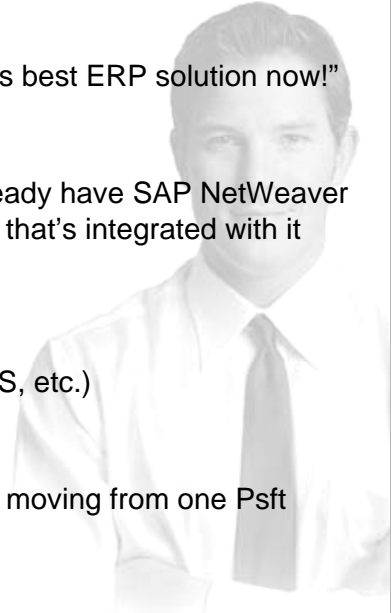 s best ERP solution now!”
eady have SAP NetWeaver
that’s integrated with it
S, etc.)
moving from one Psft